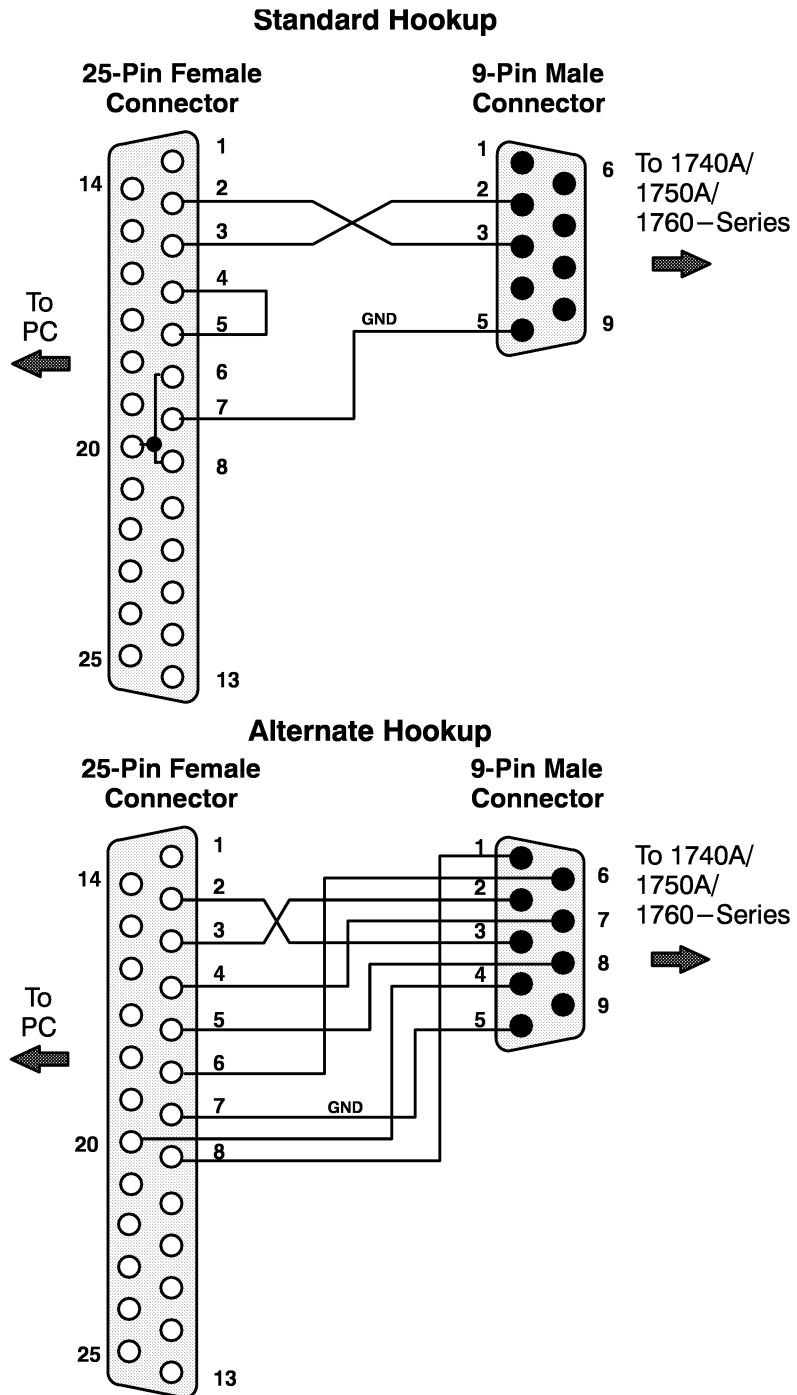 Standard Hookup
25-Pin Female
Connector
9-Pin Male
Connector
1
14
2
3
4
5
6
7
20
8
25
13
To
PC
GND
1
2
3
5
6
9
To 1740A/
1750A/
1760–Series
Alternate Hookup
25-Pin Female
Connector
9-Pin Male
Connector
1
14
2
3
4
5
6
7
20
8
25
13
To
PC
GND
1
2
3
4
5
6
7
8
9
To 1740A/
1750A/
1760–Series